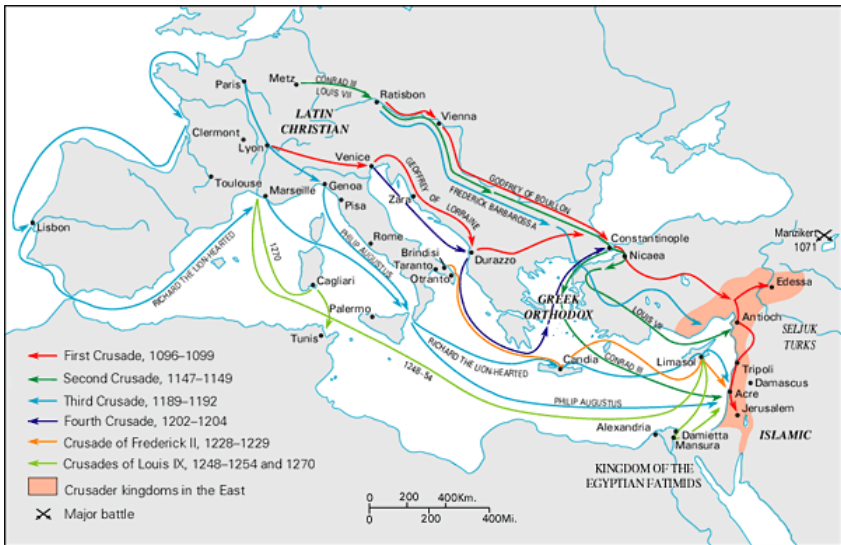 Paris
Metz
CONRAD III
LOUIS VII
Ratisbon
LATIN
CHRISTIAN
Vienna
Clermont
Lyon
Venice
GEOFFREY OF LORRAINE
GODFREY OF BOUILLON
FREDERICK BARBAROSSA
Toulouse
Marseille
Genoa
Pisa
Zara
Lisbon
RICHARD THE LION-HEARTED
1270
PHILIP AUGUSTUS
Rome
Brindisi
Taranto
Otranto
Durazzo
Constantinople
Nicaea
Manzikert
1071
Cagliari
Palermo
Tunis
GREEK
ORTHODOX
LOUIS VII
Edessa
Antioch
SELJUK
TURKS
RICHARD THE LION-HEARTED
Candia
CONRAD III
Limasol
Tripoli
Damascus
1248–54
PHILIP AUGUSTUS
Acre
Jerusalem
Alexandria
Damietta
Mansura
ISLAMIC
KINGDOM OF THE
EGYPTIAN FATIMIDS
First Crusade, 1096–1099
Second Crusade, 1147–1149
Third Crusade, 1189–1192
Fourth Crusade, 1202–1204
Crusade of Frederick II, 1228–1229
Crusades of Louis IX, 1248–1254 and 1270
Crusader kingdoms in the East
Major battle
0 200 400Km.
0 200 400Mi.